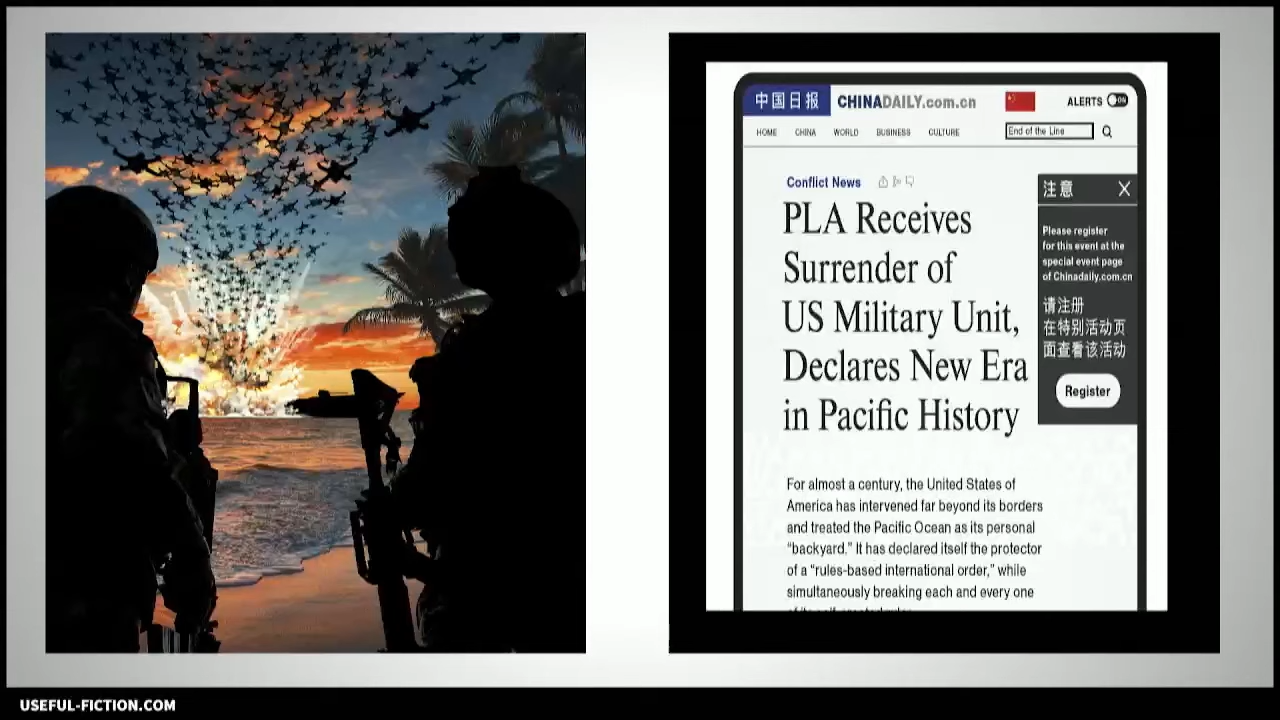 中国日报 CHINADAILY.com.cn ALERTS ON
HOME CHINA WORLD BUSINESS CULTURE End of the Line
Conflict News
PLA Receives
Surrender of
US Military Unit,
Declares New Era
in Pacific History
For almost a century, the United States of
America has intervened far beyond its borders
and treated the Pacific Ocean as its personal
“backyard.” It has declared itself the protector
of a “rules-based international order,” while
simultaneously breaking each and every one
注意
Please register
for this event at the
special event page
of Chinadaily.com.cn
请注册
在特别活动页
面查看该活动
Register
USEFUL-FICTION.COM